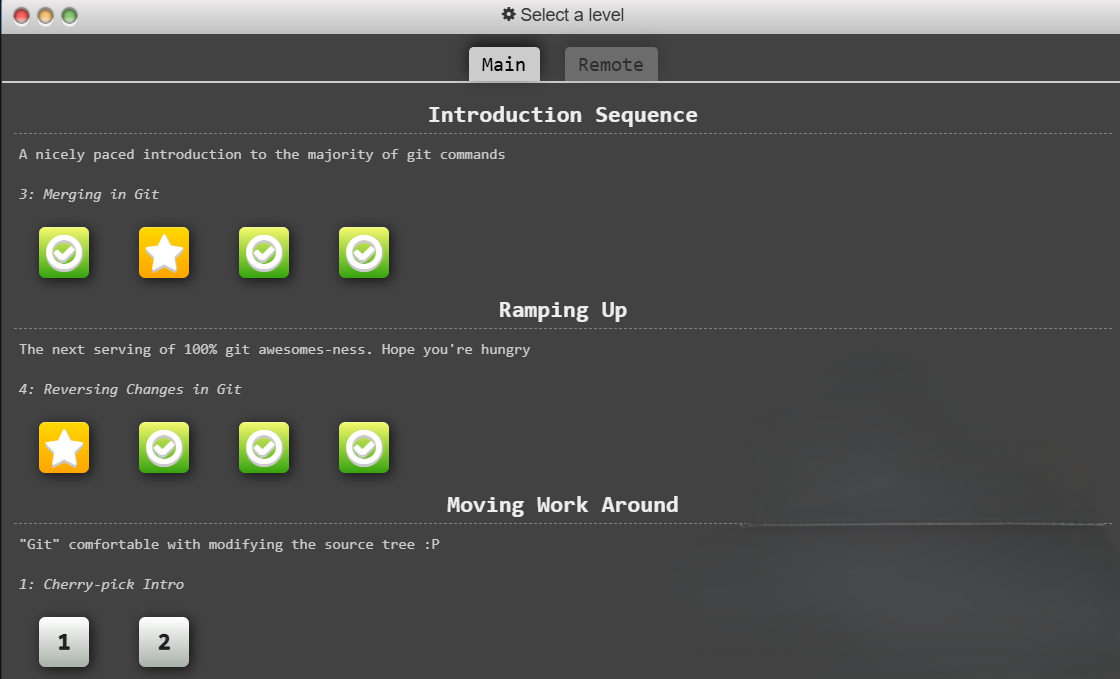 Select a level
Main Remote
Introduction Sequence
A nicely paced introduction to the majority of git commands
3: Merging in Git
Ramping Up
The next serving of 100% git awesomes-ness. Hope you're hungry
4: Reversing Changes in Git
Moving Work Around
"Git" comfortable with modifying the source tree :P
1: Cherry-pick Intro
1 2